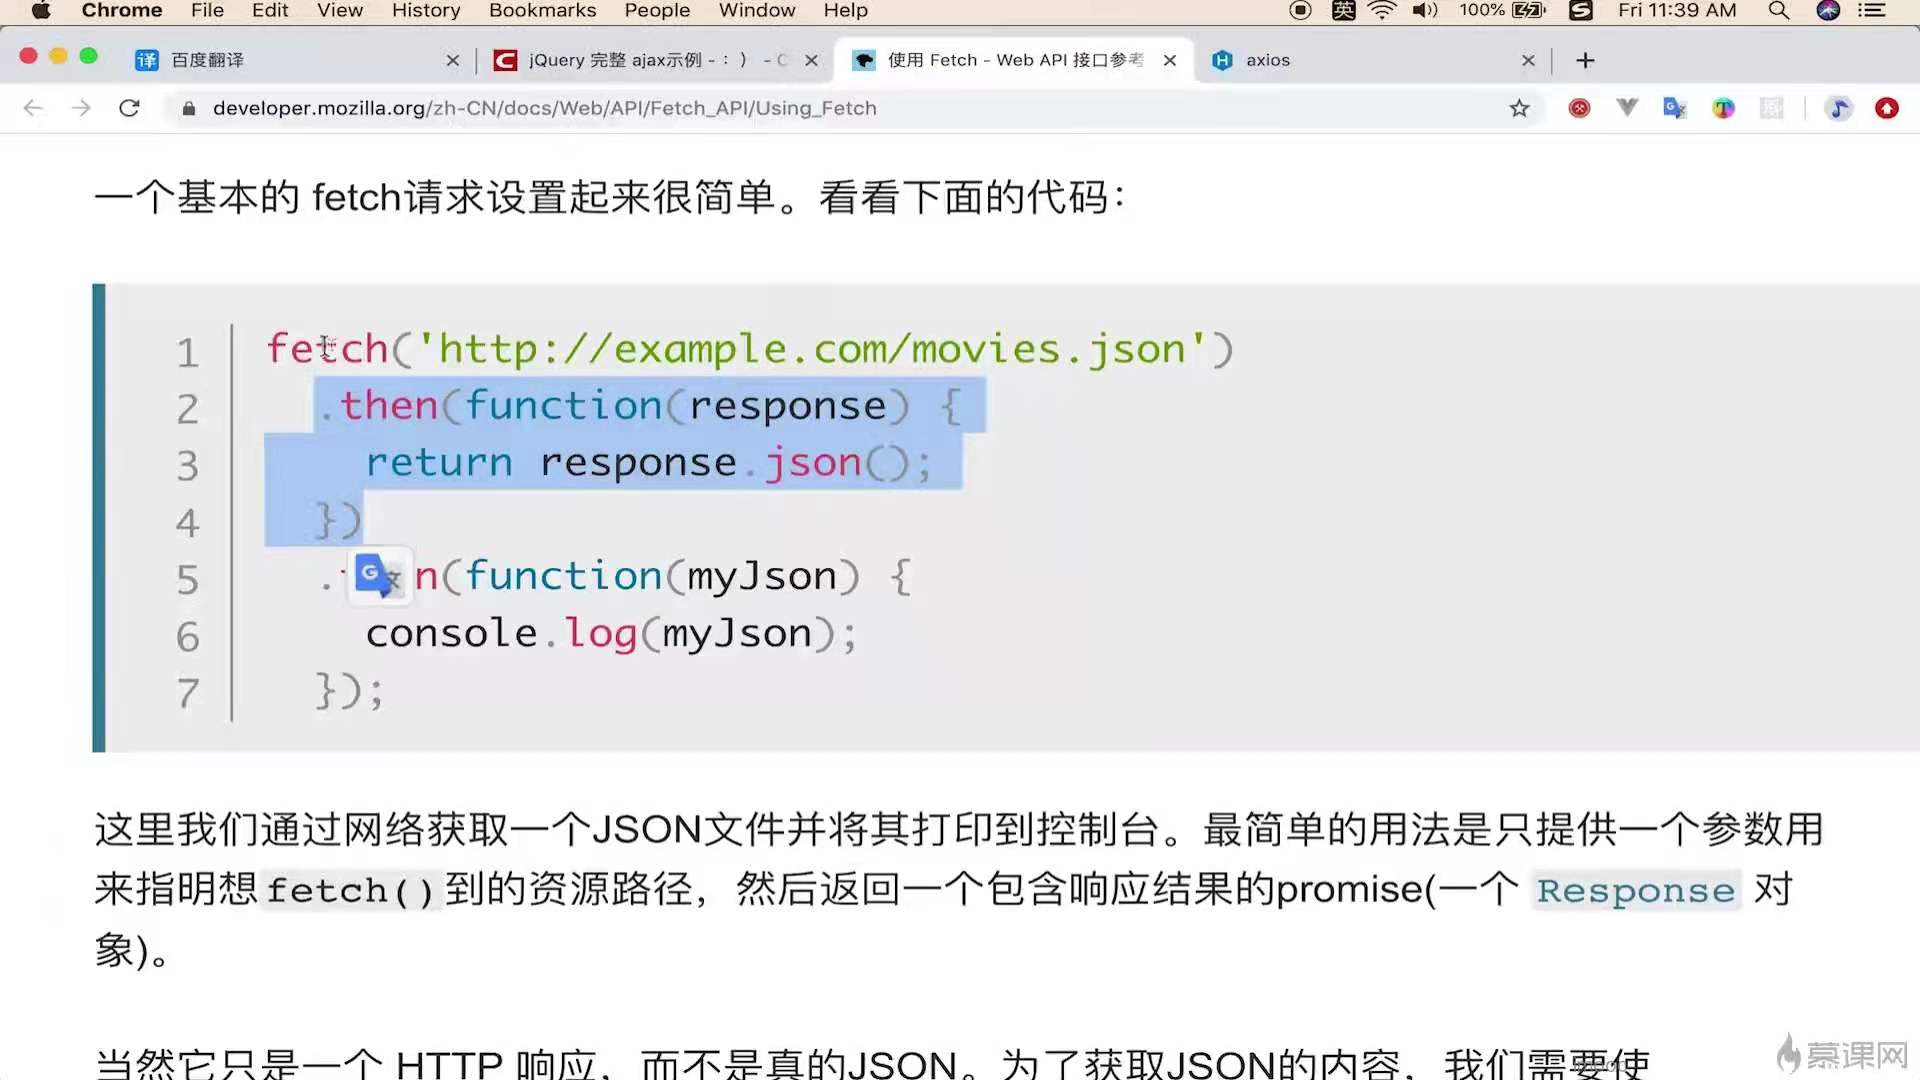 Chrome File Edit View History Bookmarks People Window Help 英 100% Fri 11:39 AM
译 百度翻译 jQuery 完整 ajax示例 - : ） - C 使用 Fetch - Web API 接口参考 axios
developer.mozilla.org/zh-CN/docs/Web/API/Fetch_API/Using_Fetch
一个基本的 fetch请求设置起来很简单。看看下面的代码：
1 fetch('http://example.com/movies.json')
2 .then(function(response) {
3 return response.json();
4 })
5 . n(function(myJson) {
6 console.log(myJson);
7 });
这里我们通过网络获取一个JSON文件并将其打印到控制台。最简单的用法是只提供一个参数用
来指明想fetch()到的资源路径，然后返回一个包含响应结果的promise(一个 Response 对
象)。
当然它只是一个 HTTP 响应，而不是真的JSON。为了获取JSON的内容，我们需要使
慕课网